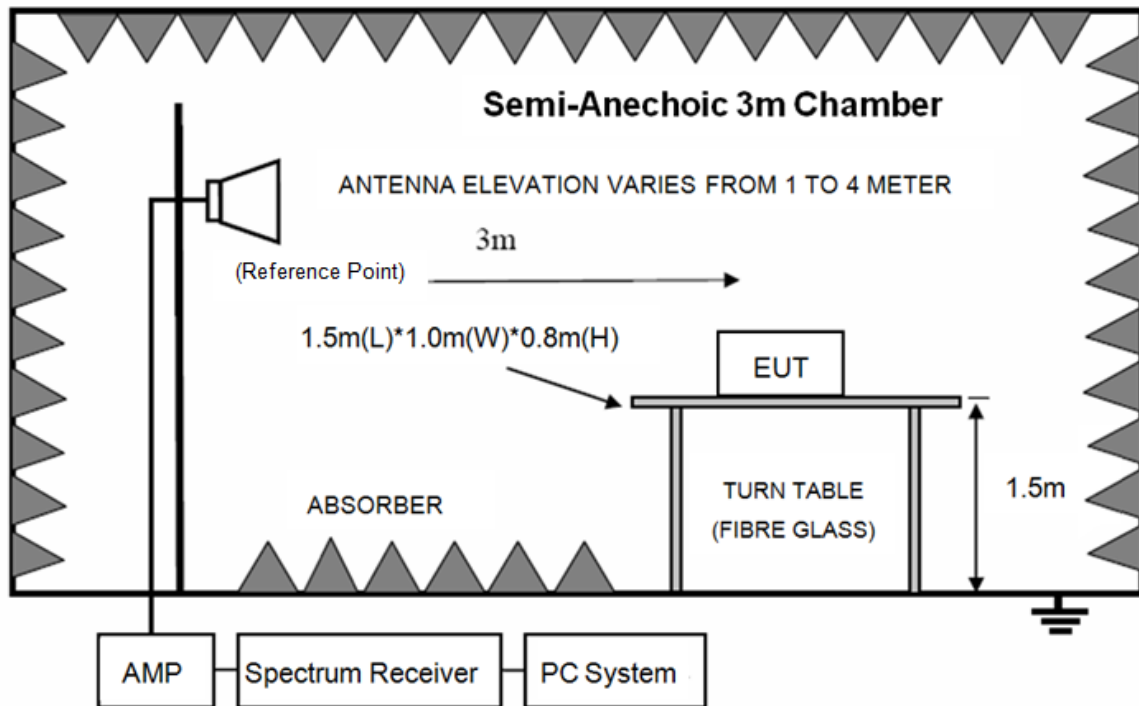 Semi-Anechoic 3m Chamber
ANTENNA ELEVATION VARIES FROM 1 TO 4 METER
3m
(Reference Point)
1.5m(L)*1.0m(W)*0.8m(H)
EUT
ABSORBER
TURN TABLE
(FIBRE GLASS)
1.5m
AMP
Spectrum Receiver
PC System